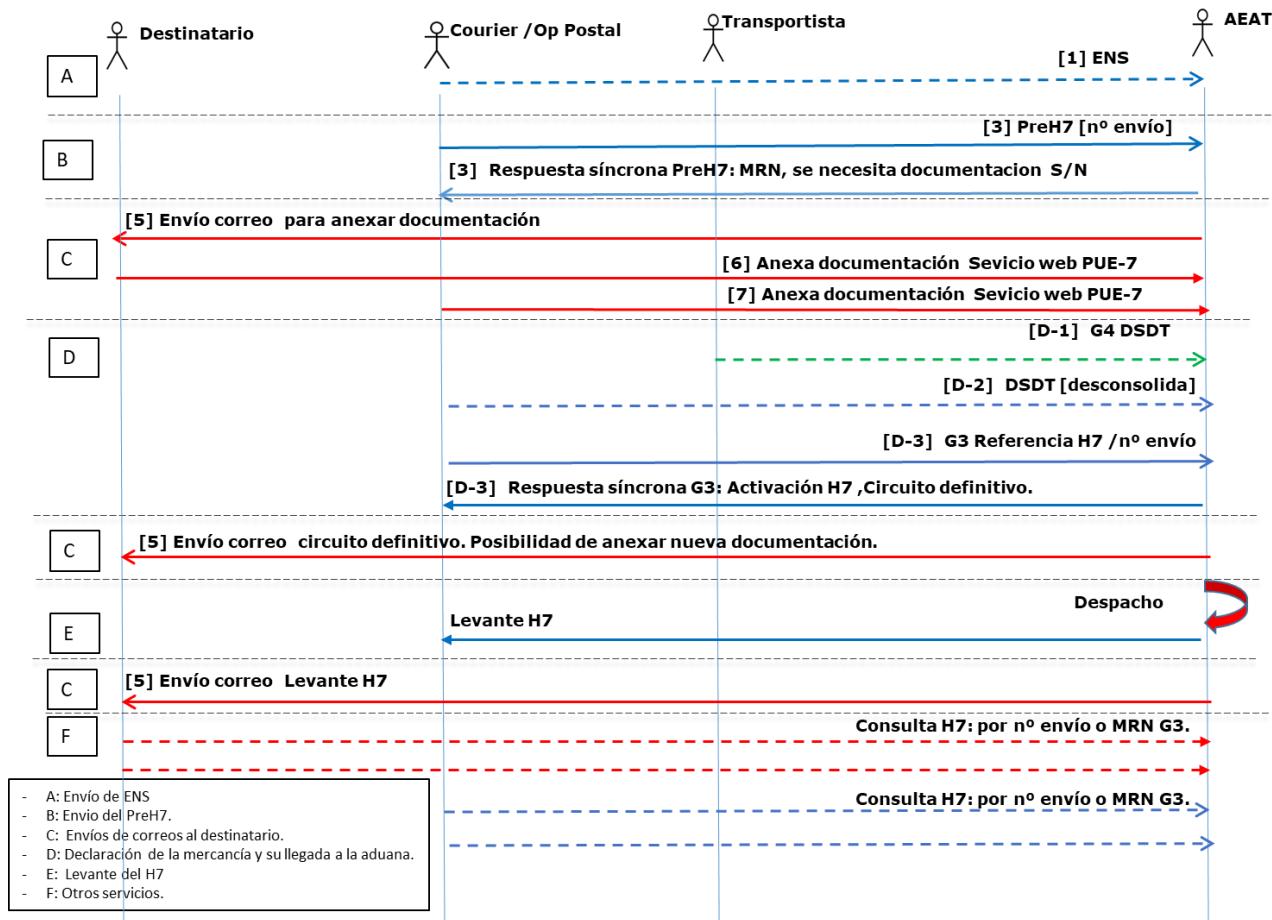 Destinatario
Courier /Op Postal
Transportista
AEAT
A
[1] ENS
B
[3] PreH7 [nº envío]
[3] Respuesta síncrona PreH7: MRN, se necesita documentacion S/N
[5] Envío correo para anexar documentación
C
[6] Anexa documentación Sevicio web PUE-7
[7] Anexa documentación Sevicio web PUE-7
D
[D-1] G4 DSDT
[D-2] DSDT [desconsolida]
[D-3] G3 Referencia H7 /nº envío
[D-3] Respuesta síncrona G3: Activación H7 ,Circuito definitivo.
C
[5] Envío correo circuito definitivo. Posibilidad de anexar nueva documentación.
Despacho
E
Levante H7
C
[5] Envío correo Levante H7
F
Consulta H7: por nº envío o MRN G3.
Consulta H7: por nº envío o MRN G3.
- A: Envío de ENS
- B: Envio del PreH7.
- C: Envíos de correos al destinatario.
- D: Declaración de la mercancía y su llegada a la aduana.
- E: Levante del H7
- F: Otros servicios.